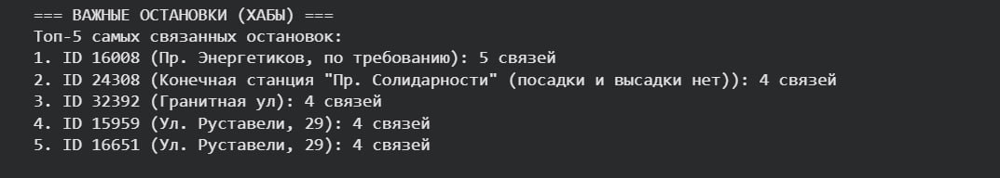 === ВАЖНЫЕ ОСТАНОВКИ (ХАБЫ) ===
Топ-5 самых связанных остановок:
1. ID 16008 (Пр. Энергетиков, по требованию): 5 связей
2. ID 24308 (Конечная станция "Пр. Солидарности" (посадки и высадки нет)): 4 связей
3. ID 32392 (Гранитная ул): 4 связей
4. ID 15959 (Ул. Руставели, 29): 4 связей
5. ID 16651 (Ул. Руставели, 29): 4 связей